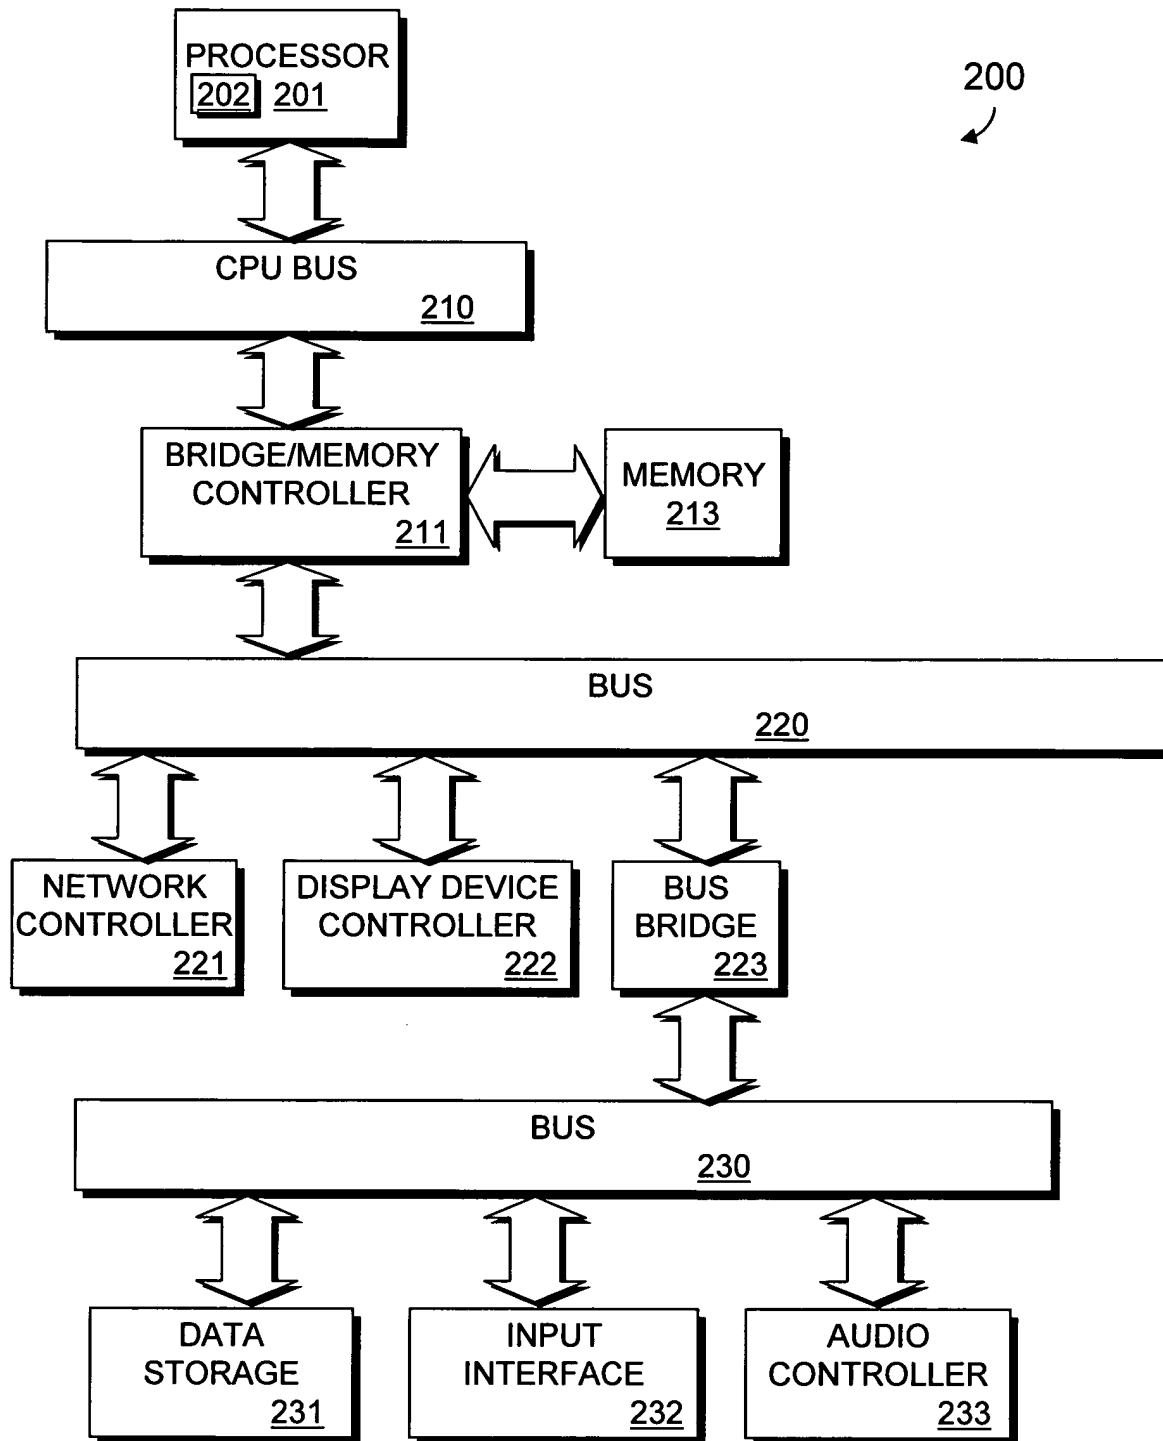 PROCESSOR
202 201
200
CPU BUS
210
BRIDGE/MEMORY
CONTROLLER
211
MEMORY
213
BUS
220
NETWORK
CONTROLLER
221
DISPLAY DEVICE
CONTROLLER
222
BUS
BRIDGE
223
BUS
230
DATA
STORAGE
231
INPUT
INTERFACE
232
AUDIO
CONTROLLER
233